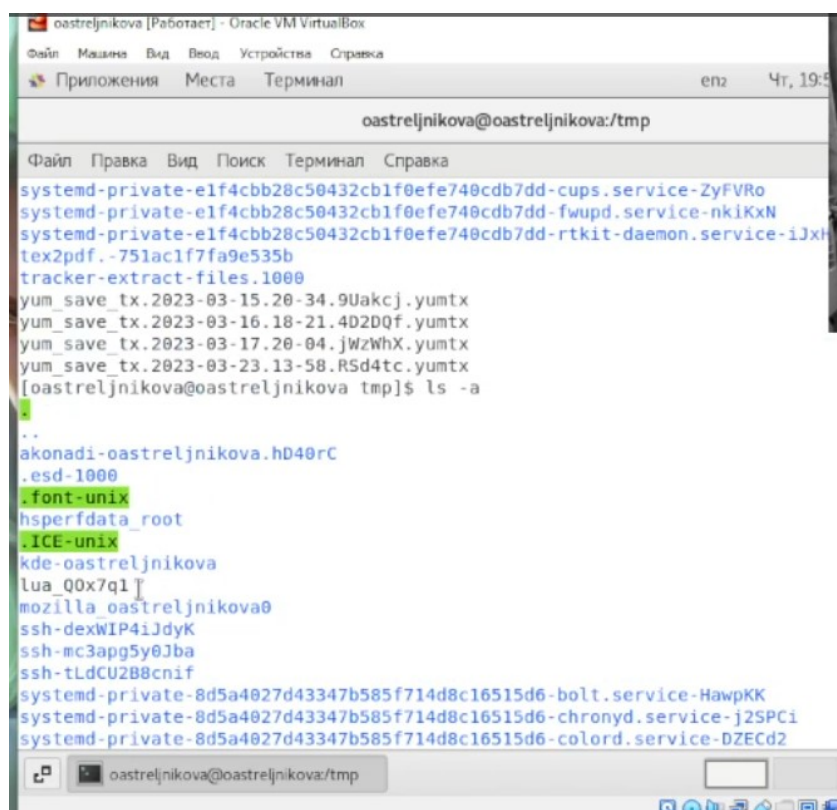 oastreljnikova [Работает] - Oracle VM VirtualBox
Файл Машина Вид Ввод Устройства Справка
Приложения Места Терминал en2 Чт, 19:5
oastreljnikova@oastreljnikova:/tmp
Файл Правка Вид Поиск Терминал Справка
systemd-private-e1f4cbb28c50432cb1f0efe740cdb7dd-cups.service-ZyFVRo
systemd-private-e1f4cbb28c50432cb1f0efe740cdb7dd-fwupd.service-nkiKxN
systemd-private-e1f4cbb28c50432cb1f0efe740cdb7dd-rtkit-daemon.service-iJxH
tex2pdf.-751ac1f7fa9e535b
tracker-extract-files.1000
yum_save_tx.2023-03-15.20-34.9Uakcj.yumtx
yum_save_tx.2023-03-16.18-21.4D2DQf.yumtx
yum_save_tx.2023-03-17.20-04.jWzWhX.yumtx
yum_save_tx.2023-03-23.13-58.RSd4tc.yumtx
[oastreljnikova@oastreljnikova tmp]$ ls -a
.
..
akonadi-oastreljnikova.hD40rC
.esd-1000
.font-unix
hsperfdata_root
.ICE-unix
kde-oastreljnikova
lua_QOx7q1
mozilla_oastreljnikova0
ssh-dexWIP4iJdyK
ssh-mc3apg5y0Jba
ssh-tLdCU2B8cnif
systemd-private-8d5a4027d43347b585f714d8c16515d6-bolt.service-HawpKK
systemd-private-8d5a4027d43347b585f714d8c16515d6-chronyd.service-j2SPCi
systemd-private-8d5a4027d43347b585f714d8c16515d6-colord.service-DZECd2
oastreljnikova@oastreljnikova:/tmp